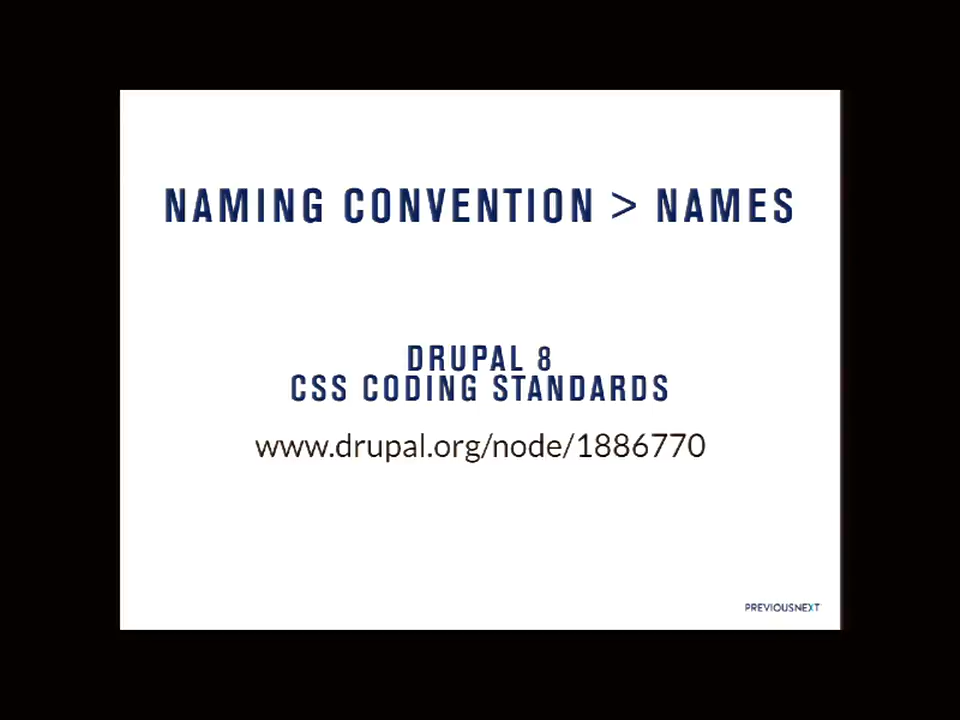 NAMING CONVENTION > NAMES
DRUPAL 8
CSS CODING STANDARDS
www.drupal.org/node/1886770
PREVIOUSNEXT